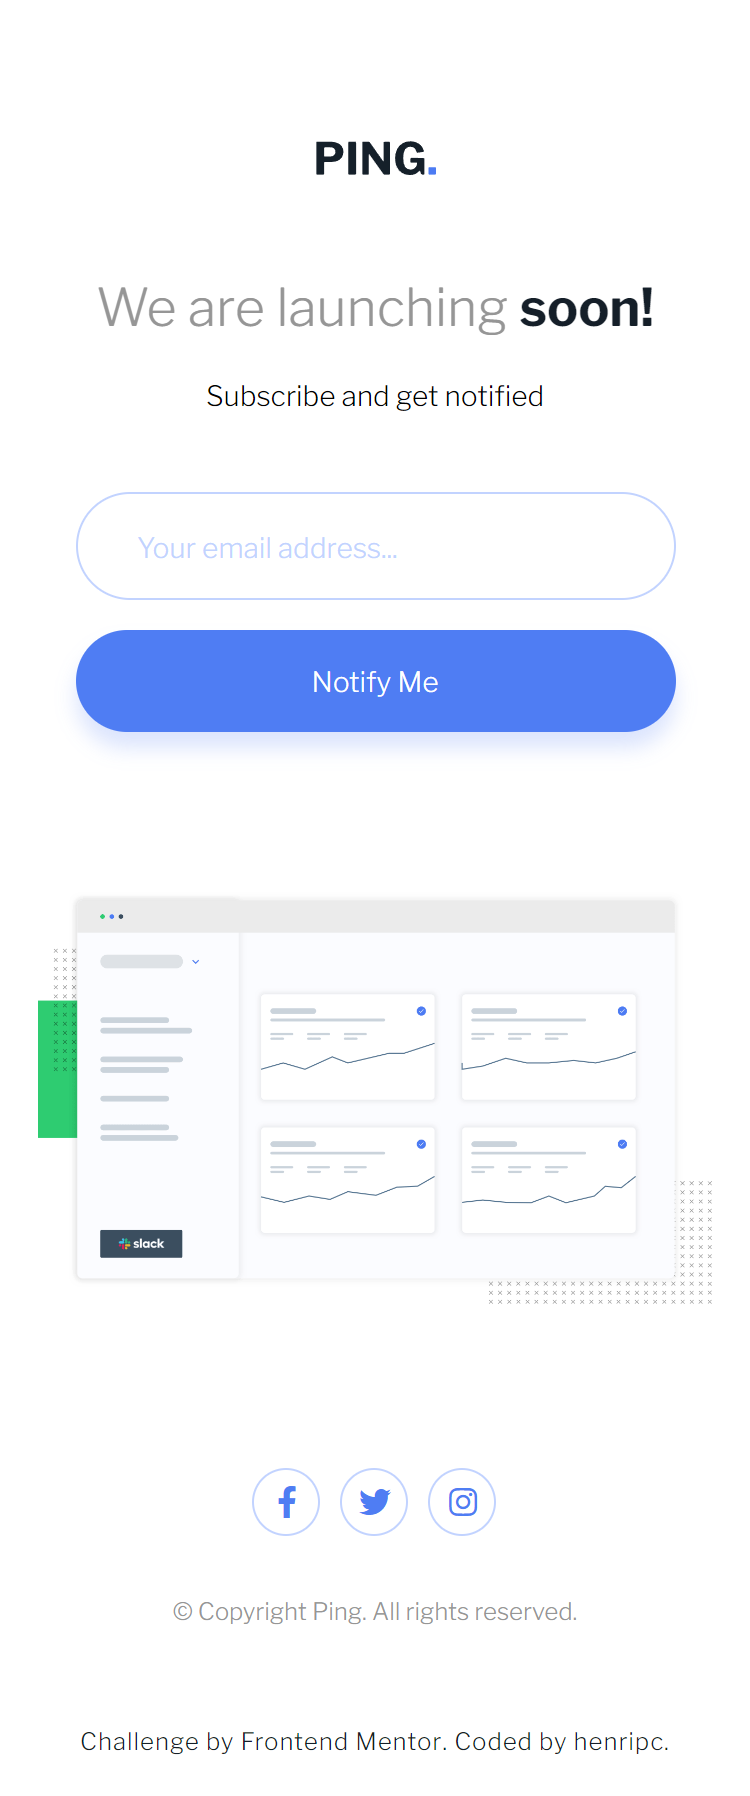 PING.
We are launching soon!
Subscribe and get notified
Your email address...
Notify Me
slack
© Copyright Ping. All rights reserved.
Challenge by Frontend Mentor. Coded by henripc.